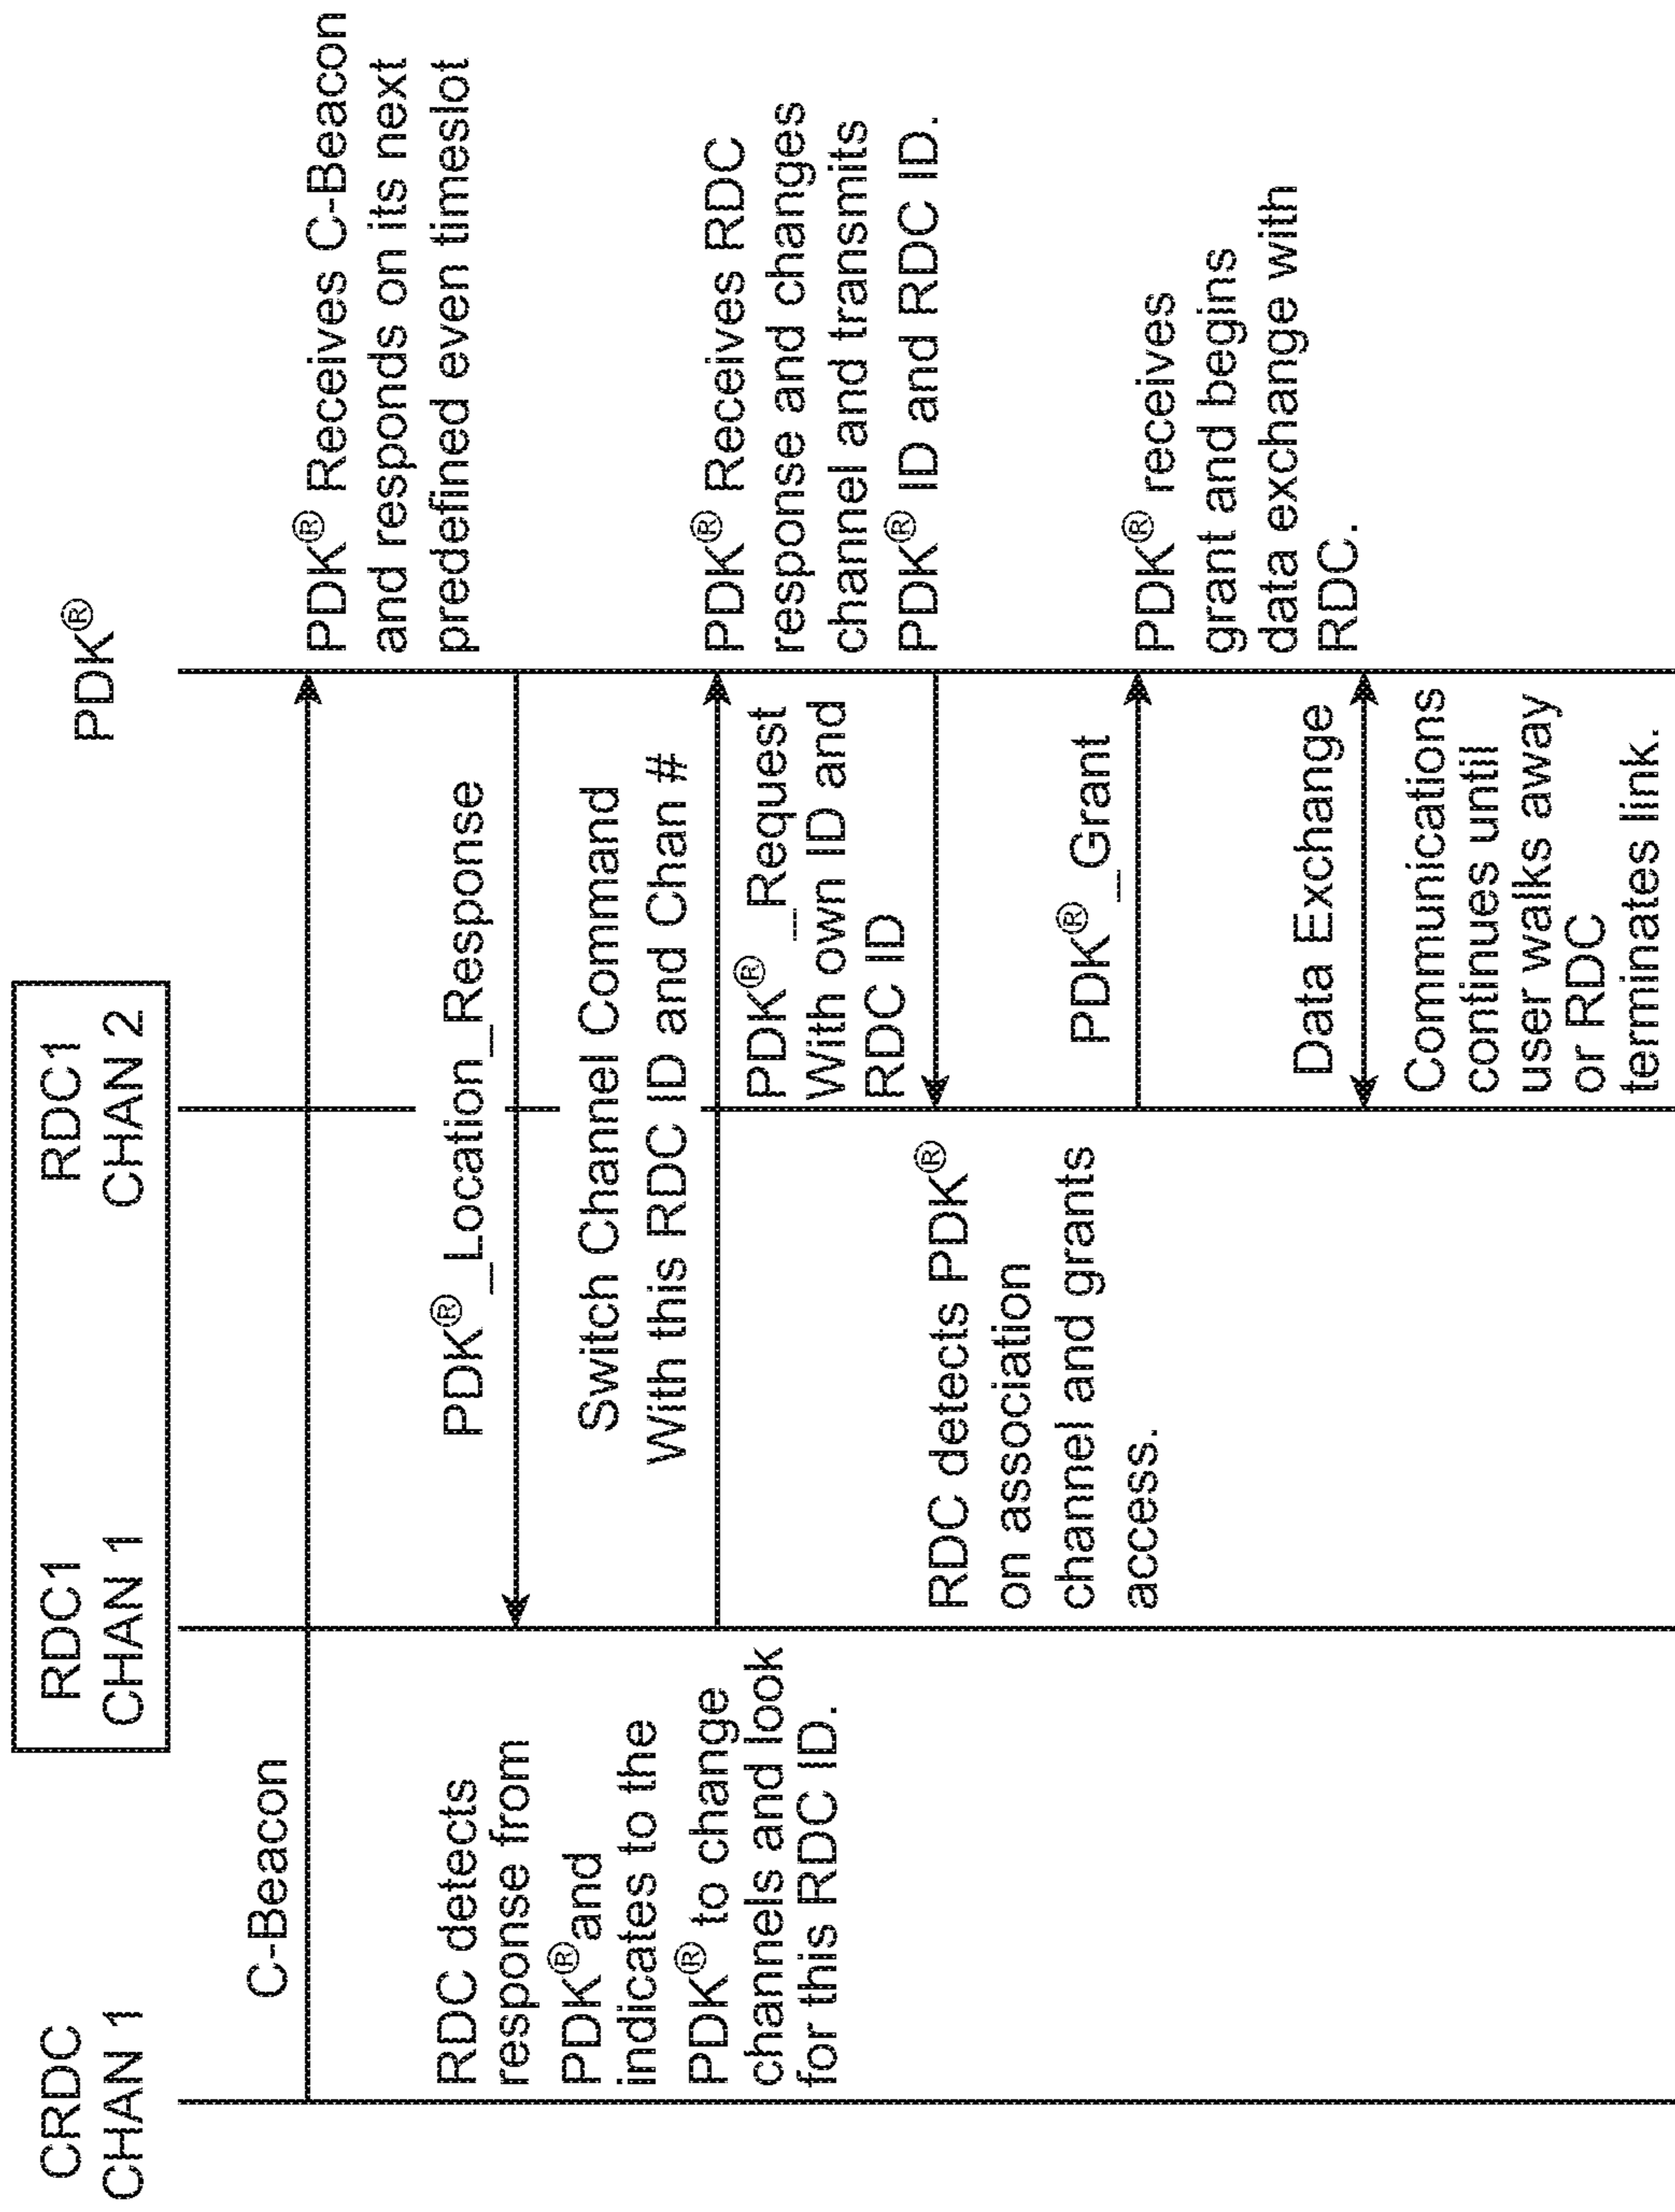 CRDC
CHAN 1
RDC1
CHAN 1
RDC1
CHAN 2
PDK®
C-Beacon
PDK® Receives C-Beacon
and responds on its next
predefined even timeslot
RDC detects
response from
PDK® and
indicates to the
PDK® to change
channels and look
for this RDC ID.
PDK®_Location_Response
Switch Channel Command
With this RDC ID and Chan #
PDK® Receives RDC
response and changes
channel and transmits
PDK® ID and RDC ID.
PDK®_Request
With own ID and
RDC ID
RDC detects PDK®
on association
channel and grants
access.
PDK®_Grant
PDK® receives
grant and begins
data exchange with
RDC.
Data Exchange
Communications
continues until
user walks away
or RDC
terminates link.